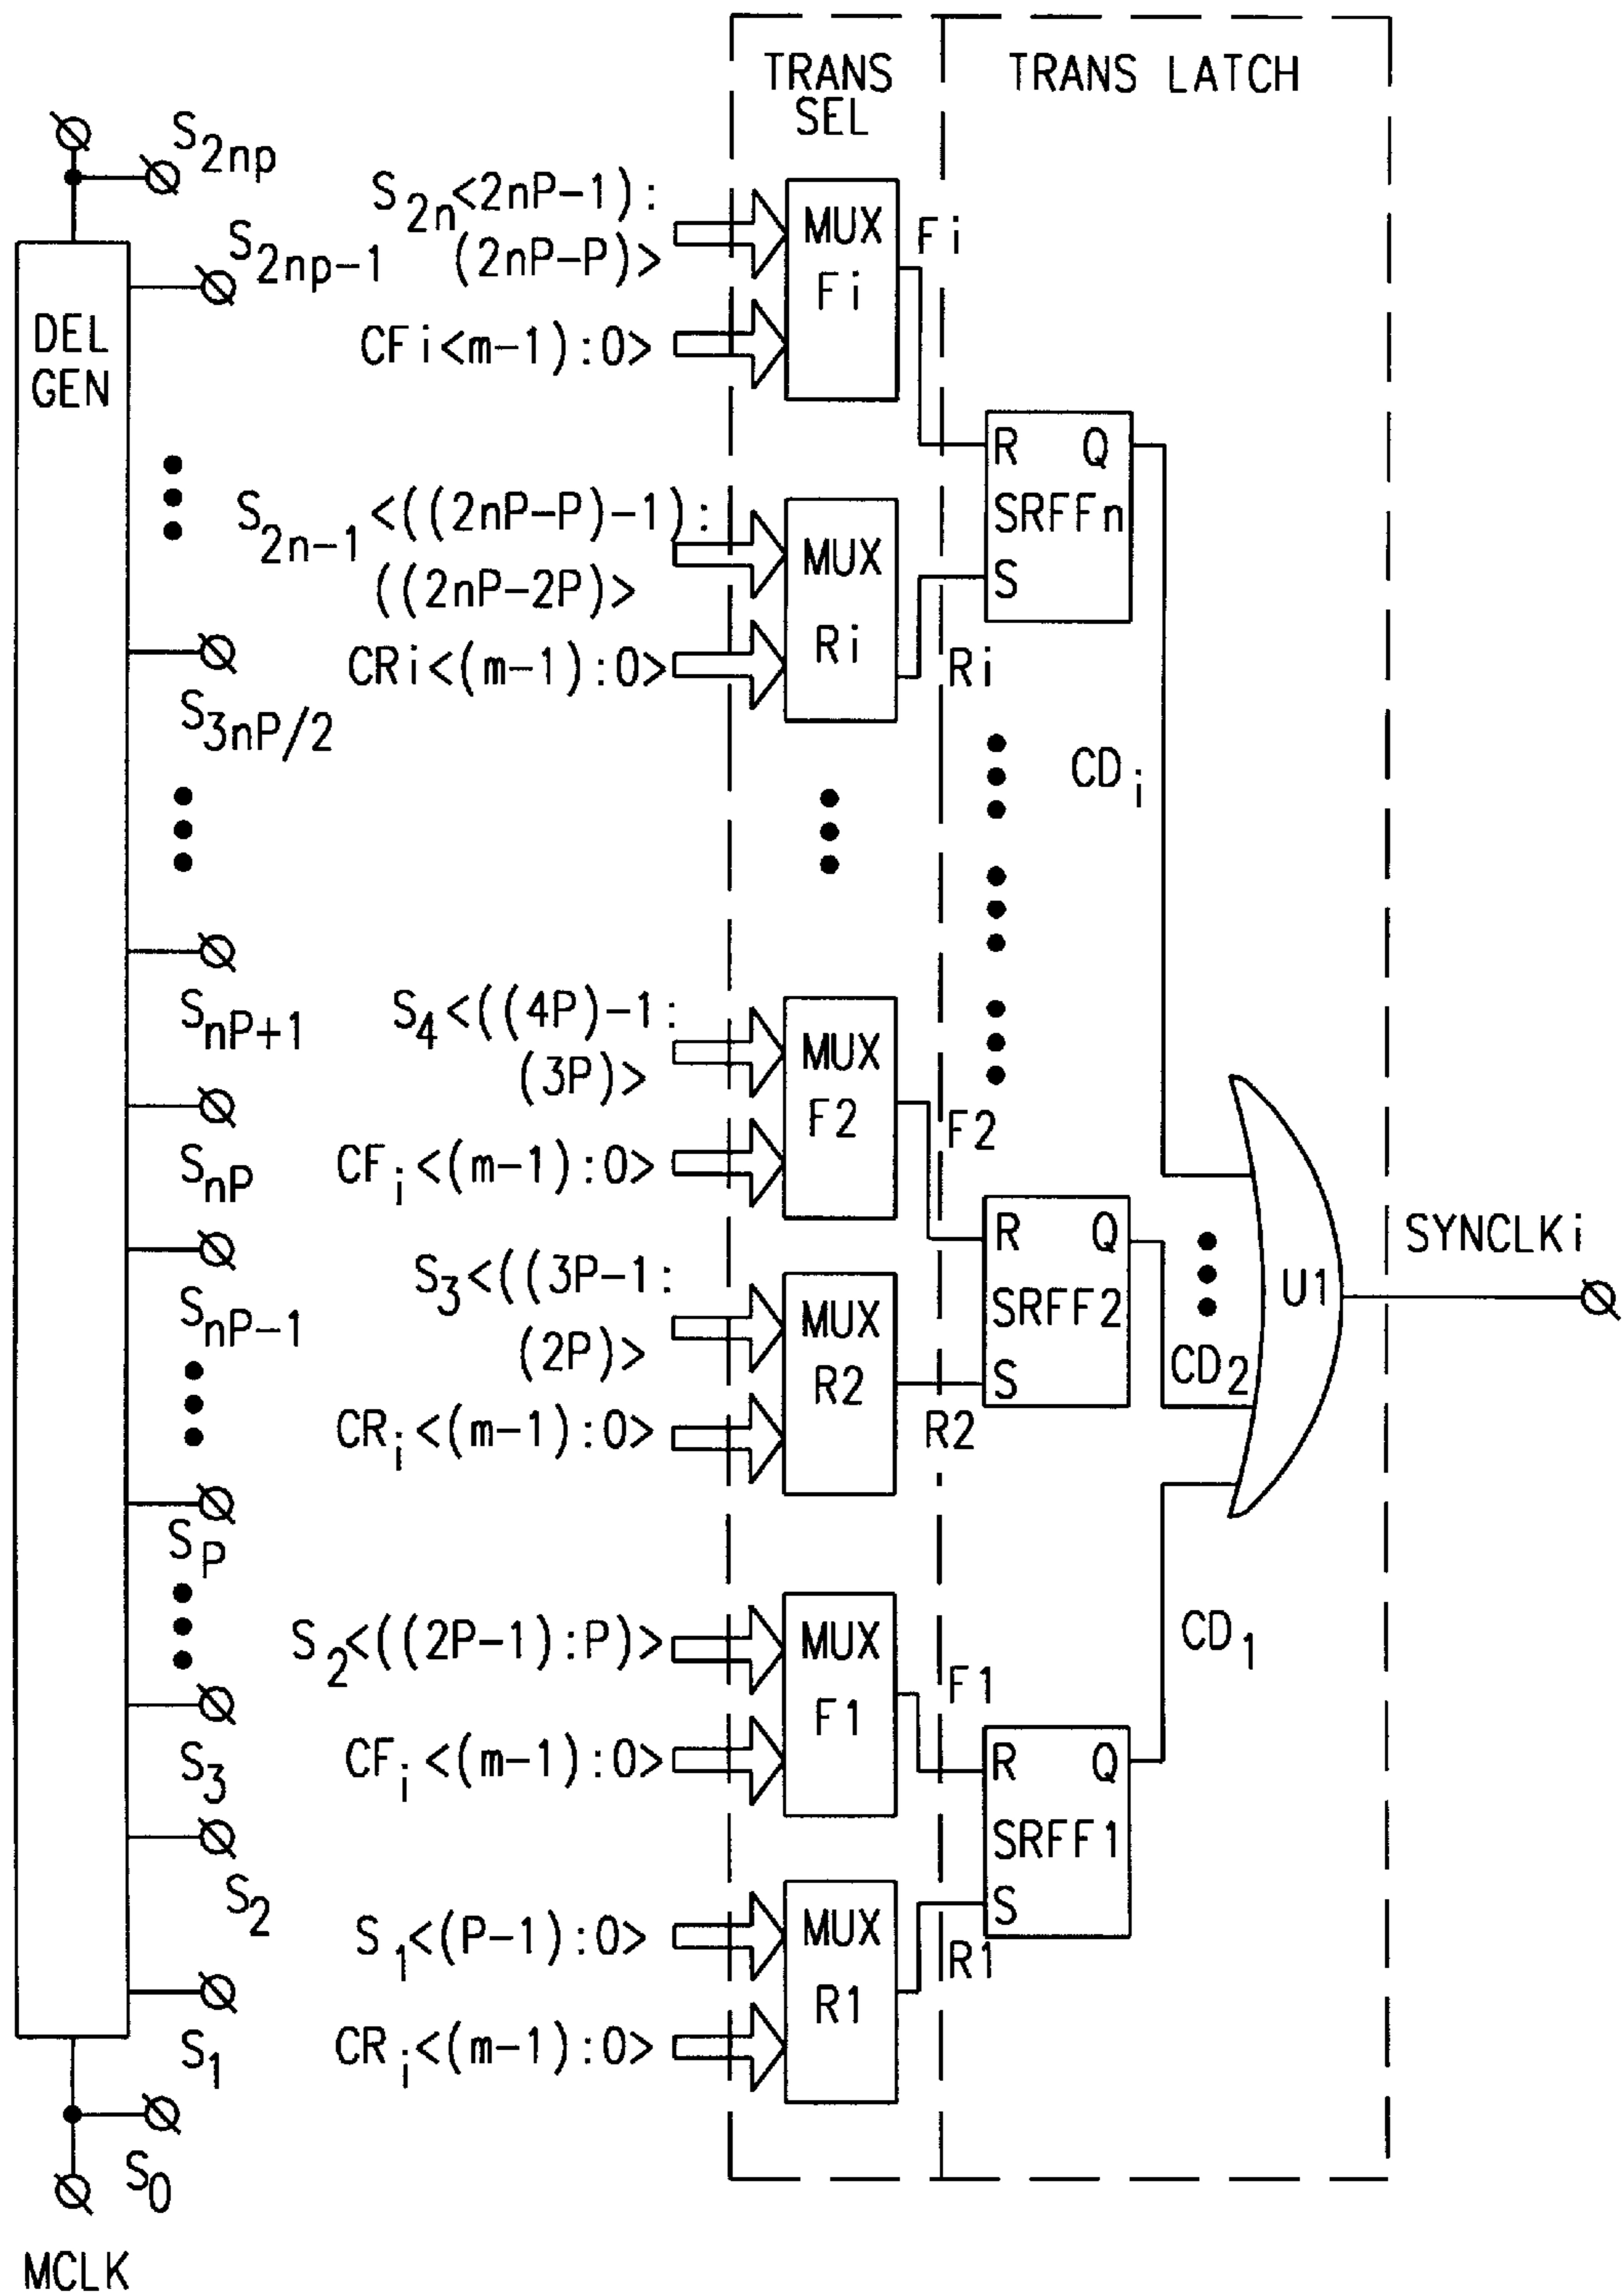 TRANS
SEL
TRANS LATCH
S2np
S2np-1
DEL
GEN
S3nP/2
SnP+1
SnP
SnP-1
SP
S3
S2
S1
S0
MCLK
S2n<2nP-1):
(2nP-P)>
CFi<m-1):0>
MUX
Fi
Fi
S2n-1<((2nP-P)-1):
((2nP-2P)>
CRi<(m-1):0>
MUX
Ri
Ri
R Q
SRFFn
S
CDi
S4<((4P)-1:
(3P)>
CFi<(m-1):0>
MUX
F2
F2
S3<((3P-1:
(2P)>
CRi<(m-1):0>
MUX
R2
R2
R Q
SRFF2
S
CD2
U1
SYNCLKi
S2<((2P-1):P)>
CFi<(m-1):0>
MUX
F1
F1
S1<(P-1):0>
CRi<(m-1):0>
MUX
R1
R1
R Q
SRFF1
S
CD1